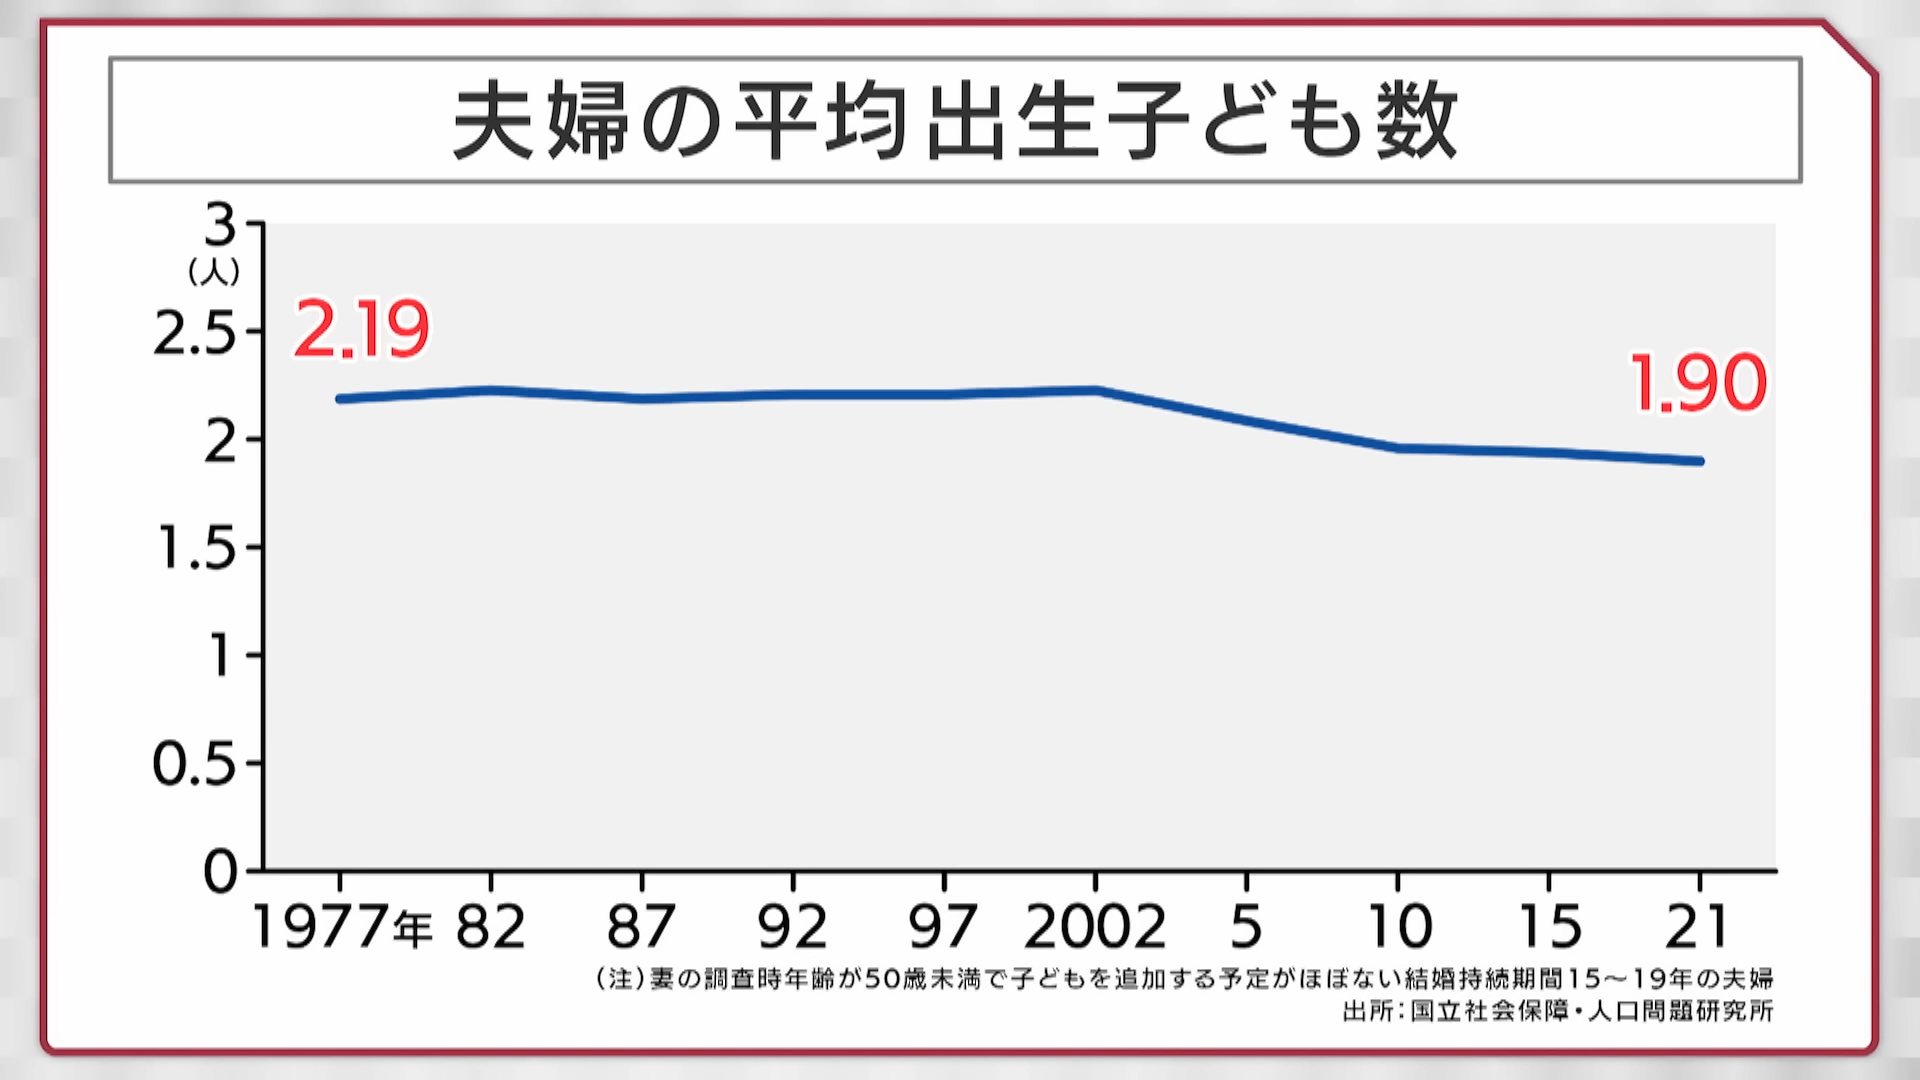 夫婦の平均出生子ども数
3
(人)
2.5
2
1.5
1
0.5
0
2.19
1.90
1977年 82 87 92 97 2002 5 10 15 21
(注)妻の調査時年齢が50歳未満で子どもを追加する予定がほぼない結婚持続期間15～19年の夫婦
出所:国立社会保障・人口問題研究所